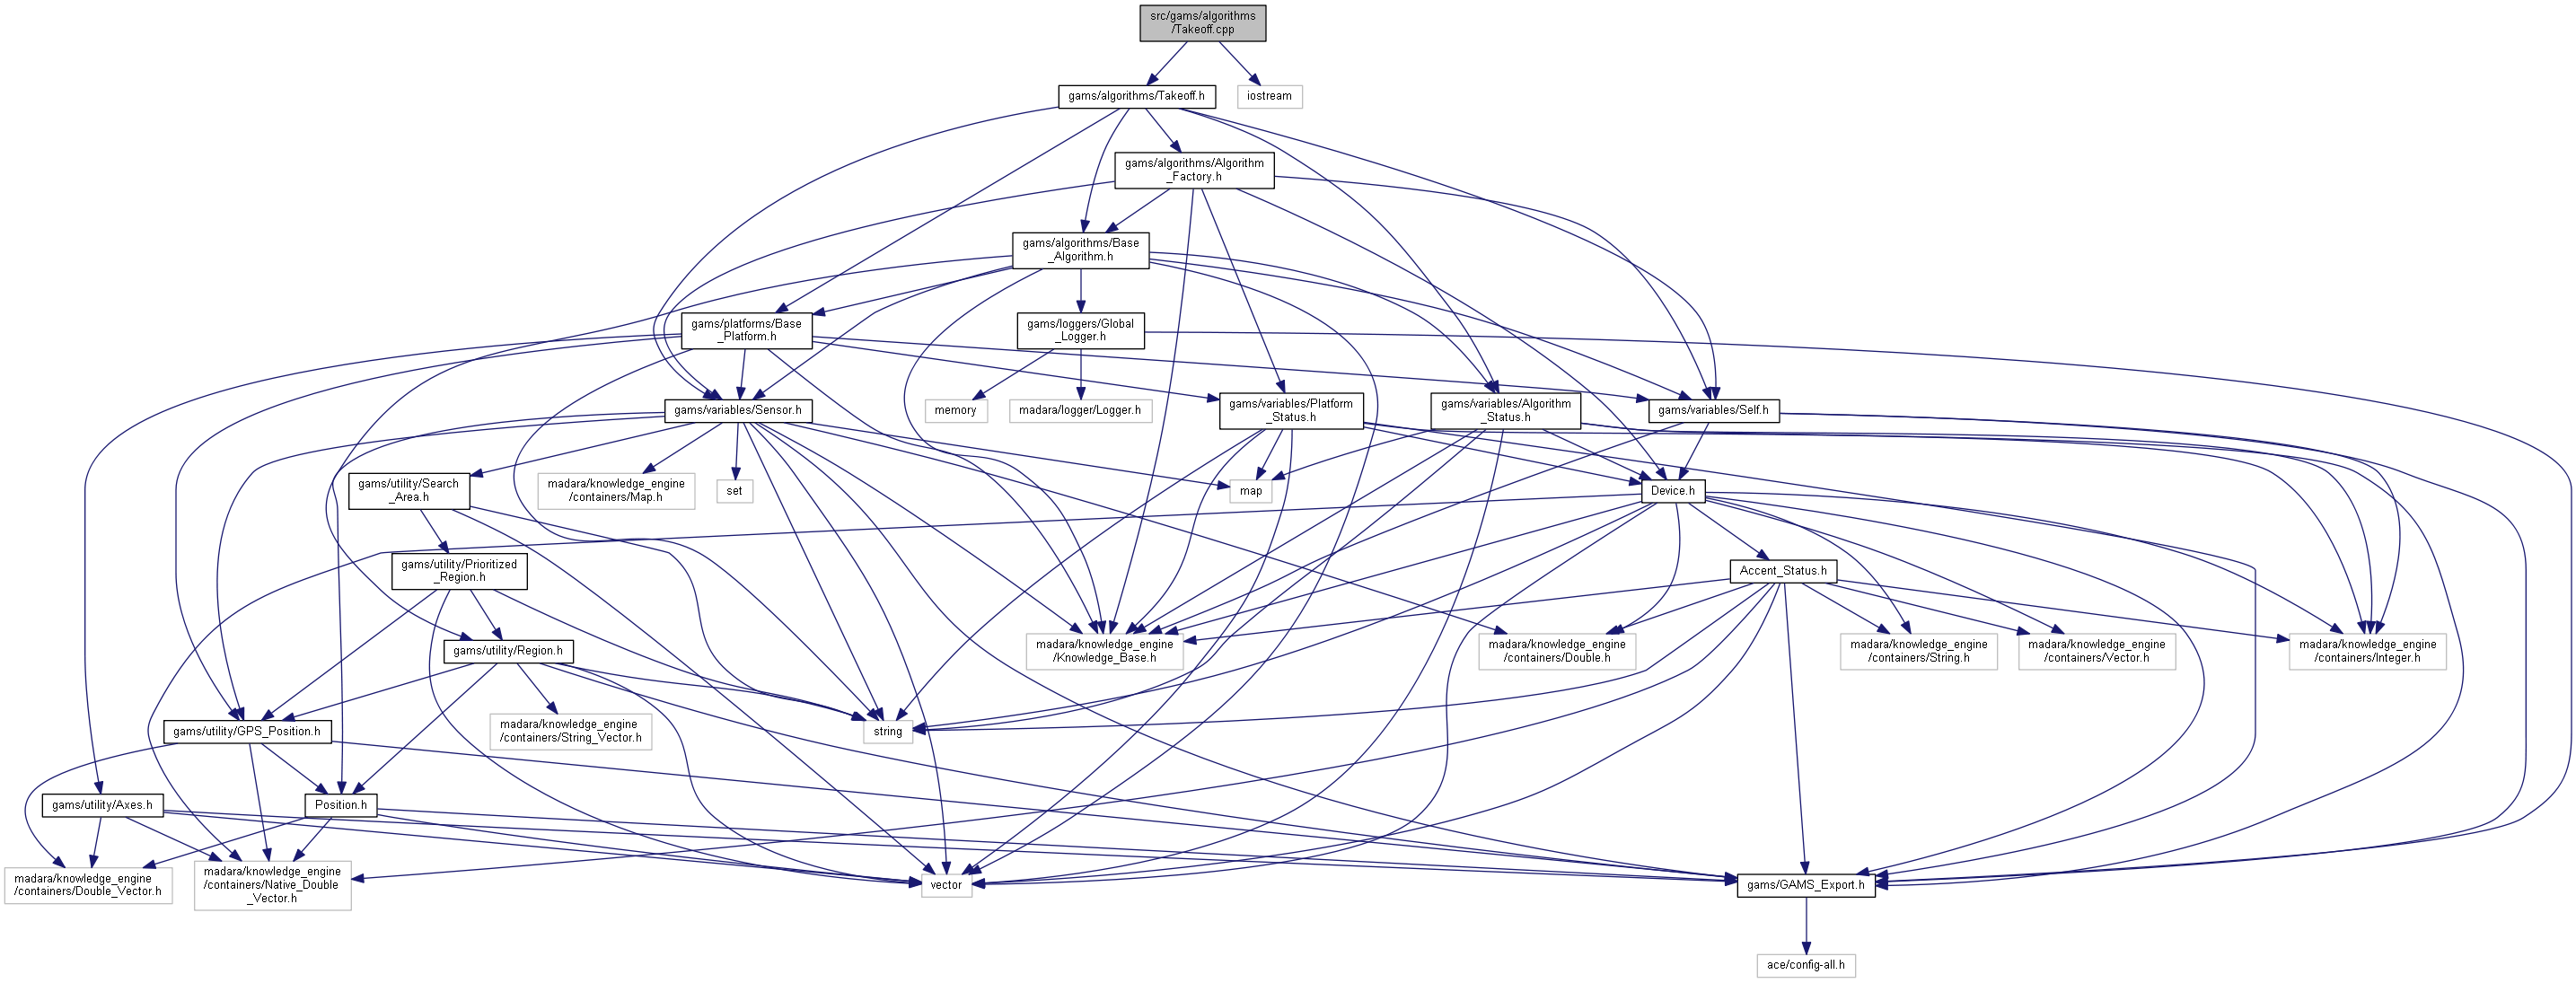 src/gams/algorithms
/Takeoff.cpp
gams/algorithms/Takeoff.h
iostream
gams/algorithms/Algorithm
_Factory.h
gams/algorithms/Base
_Algorithm.h
gams/platforms/Base
_Platform.h
gams/loggers/Global
_Logger.h
gams/variables/Sensor.h
memory
madara/logger/Logger.h
gams/variables/Platform
_Status.h
gams/variables/Algorithm
_Status.h
gams/variables/Self.h
gams/utility/Search
_Area.h
madara/knowledge_engine
/containers/Map.h
set
map
Device.h
gams/utility/Prioritized
_Region.h
Accent_Status.h
gams/utility/Region.h
madara/knowledge_engine
/Knowledge_Base.h
madara/knowledge_engine
/containers/Double.h
madara/knowledge_engine
/containers/String.h
madara/knowledge_engine
/containers/Vector.h
madara/knowledge_engine
/containers/Integer.h
gams/utility/GPS_Position.h
madara/knowledge_engine
/containers/String_Vector.h
string
gams/utility/Axes.h
Position.h
madara/knowledge_engine
/containers/Double_Vector.h
madara/knowledge_engine
/containers/Native_Double
_Vector.h
vector
gams/GAMS_Export.h
ace/config-all.h